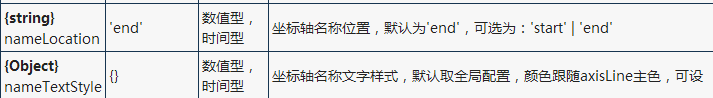 {string}
nameLocation
'end'
数值型，
时间型
坐标轴名称位置，默认为'end'，可选为：'start' | 'end'
{Object}
nameTextStyle
{}
数值型，
时间型
坐标轴名称文字样式，默认取全局配置，颜色跟随axisLine主色，可设